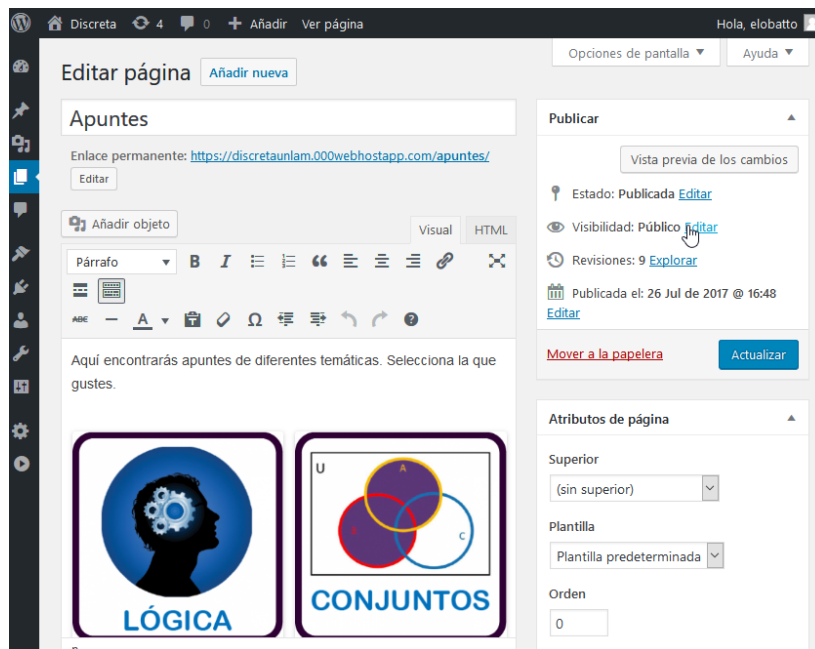 Discreta 4 0 Añadir Ver página Hola, elobatto
Opciones de pantalla Ayuda
Editar página Añadir nueva
Apuntes
Enlace permanente: https://discretaunlam.000webhostapp.com/apuntes/
Editar
Añadir objeto
Visual HTML
Párrafo B I
ABC A Ω
Aquí encontrarás apuntes de diferentes temáticas. Selecciona la que
gustes.
LÓGICA
U
A
B
C
CONJUNTOS
Publicar
Vista previa de los cambios
Estado: Publicada Editar
Visibilidad: Público Editar
Revisiones: 9 Explorar
Publicada el: 26 Jul de 2017 @ 16:48
Editar
Mover a la papelera Actualizar
Atributos de página
Superior
(sin superior)
Plantilla
Plantilla predeterminada
Orden
0